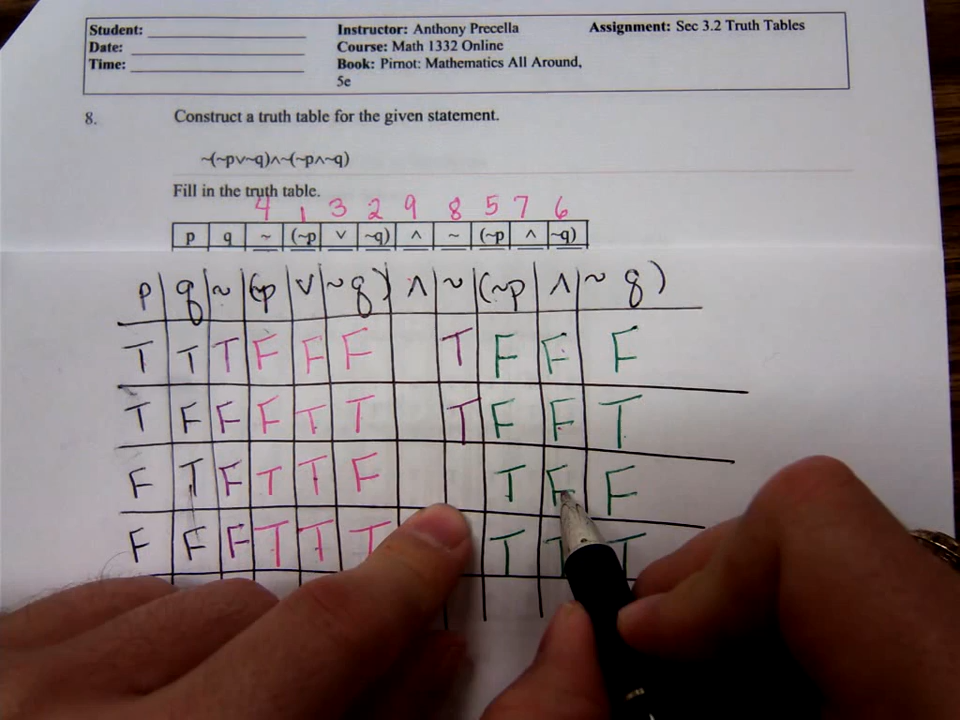 Student: Instructor: Anthony Precella Assignment: Sec 3.2 Truth Tables
Date: Course: Math 1332 Online
Time: Book: Pirnot: Mathematics All Around,
5e
8. Construct a truth table for the given statement.
~(~p∨~q)∧~(~p∧~q)
Fill in the truth table.
4 1 3 2 9 8 5 7 6
p q ~ (~p ∨ ~q) ∧ ~ (~p ∧ ~q)
p q ~ (~p ∨ ~q) ∧ ~ (~p ∧ ~q)
T T T F F F T F F F
T F F F T T T F F T
F T F T T F T F F
F F F T T T T T T